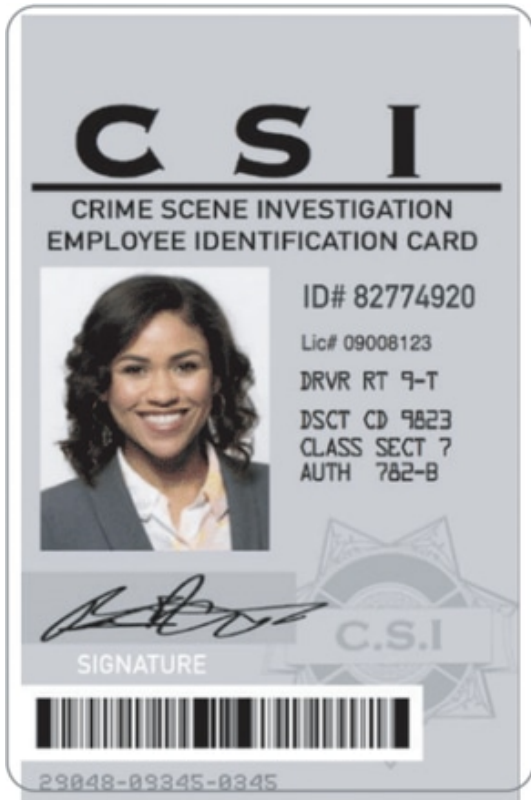 CSI
CRIME SCENE INVESTIGATION
EMPLOYEE IDENTIFICATION CARD
ID# 82774920
Lic# 09008123
DRVR RT 9-T
DSCT CD 9823
CLASS SECT 7
AUTH 782-B
C.S.I
SIGNATURE
29048-09345-0345